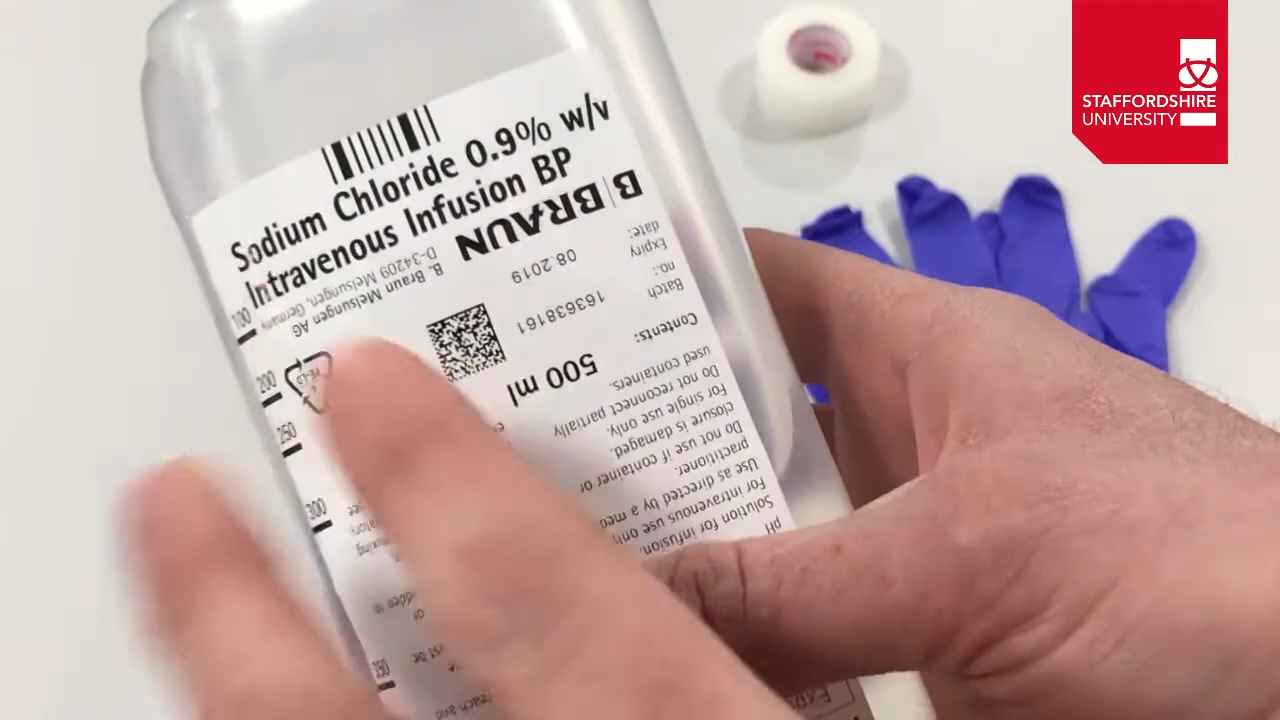 STAFFORDSHIRE
UNIVERSITY
Sodium Chloride 0.9% w/v
Intravenous Infusion BP
B|BRAUN
B. Braun Melsungen AG
D-34209 Melsungen, Germany
Expiry
date:
08.2019
Batch
no.:
163638161
Contents:
500 ml
100
200
250
300
350
PE-LD
Solution for infusion.
For intravenous use only
Use as directed by a
practitioner.
Do not use if container or
closure is damaged.
For single use only.
Do not reconnect partially
used containers.
pH